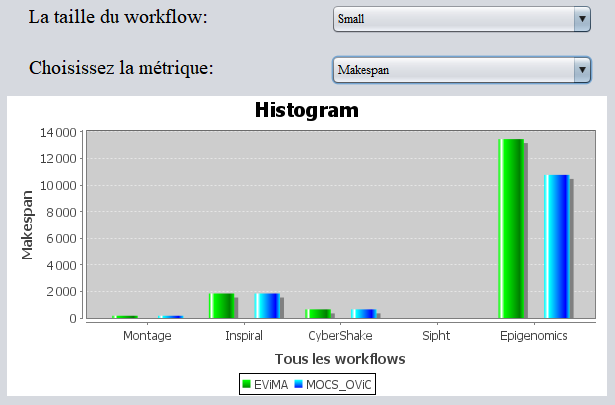 La taille du workflow:
Small
Choisissez la métrique:
Makespan
Histogram
14 000
12 000
10 000
8 000
6 000
4 000
2 000
0
Makespan
Montage Inspiral CyberShake Sipht Epigenomics
Tous les workflows
EViMA MOCS_OViC